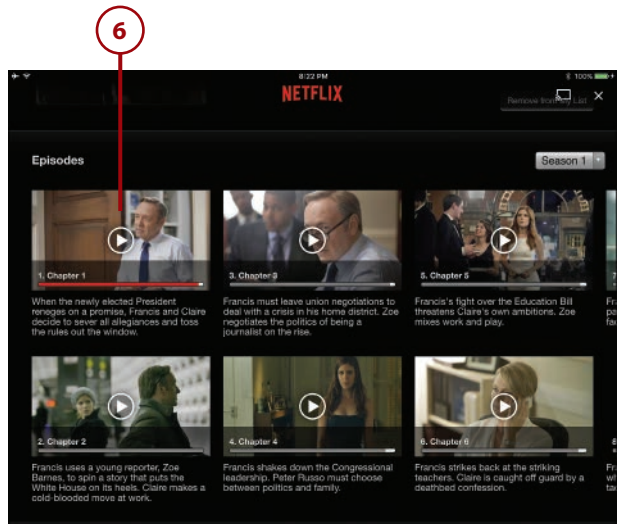 6
8:22 PM
100%
NETFLIX
Remove from My List
Episodes
Season 1
1. Chapter 1
3. Chapter 3
5. Chapter 5
When the newly elected President
reneges on a promise, Francis and Claire
decide to sever all allegiances and toss
the rules out the window.
Francis must leave union negotiations to
deal with a crisis in his home district. Zoe
negotiates the politics of being a
journalist on the rise.
Francis's fight over the Education Bill
threatens Claire's own ambitions. Zoe
mixes work and play.
2. Chapter 2
4. Chapter 4
6. Chapter 6
Francis uses a young reporter, Zoe
Barnes, to spin a story that puts the
White House on its heels. Claire makes a
cold-blooded move at work.
Francis shakes down the Congressional
leadership. Peter Russo must choose
between politics and family.
Francis strikes back at the striking
teachers. Claire is caught off guard by a
deathbed confession.